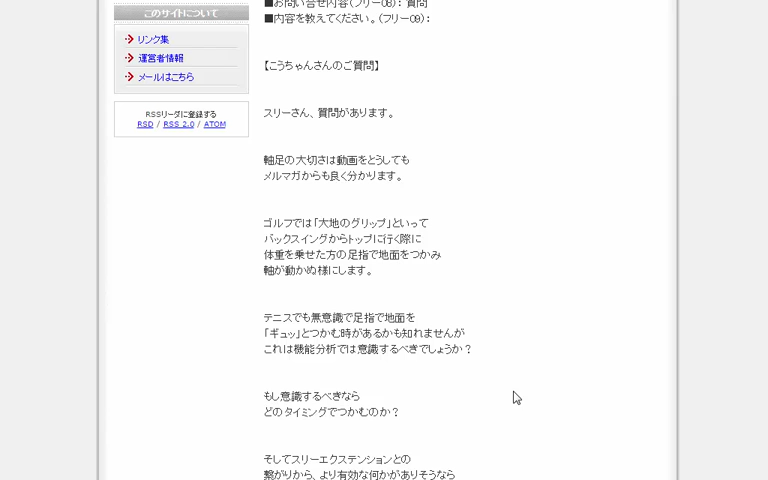 このサイトについて
リンク集
運営者情報
メールはこちら
RSSリーダに登録する
RSD / RSS 2.0 / ATOM
■お問い合せ内容(フリー08): 質問
■内容を教えてください。(フリー09):
【こうちゃんさんのご質問】
スリーさん、質問があります。
軸足の大切さは動画をとうしても
メルマガからも良く分かります。
ゴルフでは「大地のグリップ」といって
バックスイングからトップに行く際に
体重を乗せた方の足指で地面をつかみ
軸が動かぬ様にします。
テニスでも無意識で足指で地面を
「ギュッ」とつかむ時があるかも知れませんが
これは機能分析では意識するべきでしょうか？
もし意識するべきなら
どのタイミングでつかむのか？
そしてスリーエクステンションとの
繋がりから、より有効な何かがありそうなら